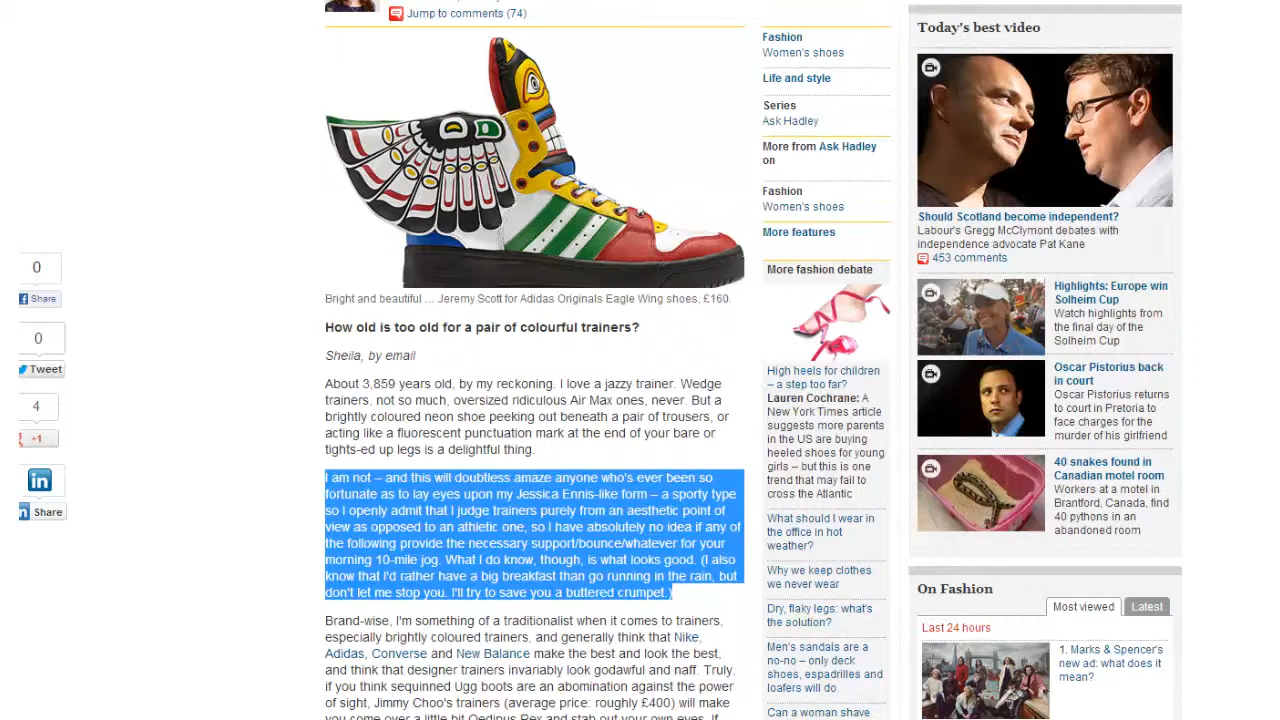 Jump to comments (74)
Bright and beautiful ... Jeremy Scott for Adidas Originals Eagle Wing shoes, £160.
How old is too old for a pair of colourful trainers?
Sheila, by email
About 3,859 years old, by my reckoning. I love a jazzy trainer. Wedge
trainers, not so much, oversized ridiculous Air Max ones, never. But a
brightly coloured neon shoe peeking out beneath a pair of trousers, or
acting like a fluorescent punctuation mark at the end of your bare or
tights-ed up legs is a delightful thing.
I am not – and this will doubtless amaze anyone who's ever been so
fortunate as to lay eyes upon my Jessica Ennis-like form – a sporty type
so I openly admit that I judge trainers purely from an aesthetic point of
view as opposed to an athletic one, so I have absolutely no idea if any of
the following provide the necessary support/bounce/whatever for your
morning 10-mile jog. What I do know, though, is what looks good. (I also
know that I'd rather have a big breakfast than go running in the rain, but
don't let me stop you. I'll try to save you a buttered crumpet.)
Brand-wise, I'm something of a traditionalist when it comes to trainers,
especially brightly coloured trainers, and generally think that Nike,
Adidas, Converse and New Balance make the best and look the best,
and think that designer trainers invariably look godawful and naff. Truly,
if you think sequinned Ugg boots are an abomination against the power
of sight, Jimmy Choo's trainers (average price: roughly £400) will make
you come over a little bit Oedipus Rex and stab out your own eyes. If
0
Share
0
Tweet
4
+1
in
in Share
Fashion
Women's shoes
Life and style
Series
Ask Hadley
More from Ask Hadley
on
Fashion
Women's shoes
More features
More fashion debate
High heels for children
– a step too far?
Lauren Cochrane: A
New York Times article
suggests more parents
in the US are buying
heeled shoes for young
girls – but this is one
trend that may fail to
cross the Atlantic
What should I wear in
the office in hot
weather?
Why we keep clothes
we never wear
Dry, flaky legs: what's
the solution?
Men's sandals are a
no-no – only deck
shoes, espadrilles and
loafers will do
Can a woman shave
Today's best video
Should Scotland become independent?
Labour's Gregg McClymont debates with
independence advocate Pat Kane
453 comments
Highlights: Europe win
Solheim Cup
Watch highlights from
the final day of the
Solheim Cup
Oscar Pistorius back
in court
Oscar Pistorius returns
to court in Pretoria to
face charges for the
murder of his girlfriend
40 snakes found in
Canadian motel room
Workers at a motel in
Brantford, Canada, find
40 pythons in an
abandoned room
On Fashion
Most viewed
Latest
Last 24 hours
1. Marks & Spencer's
new ad: what does it
mean?